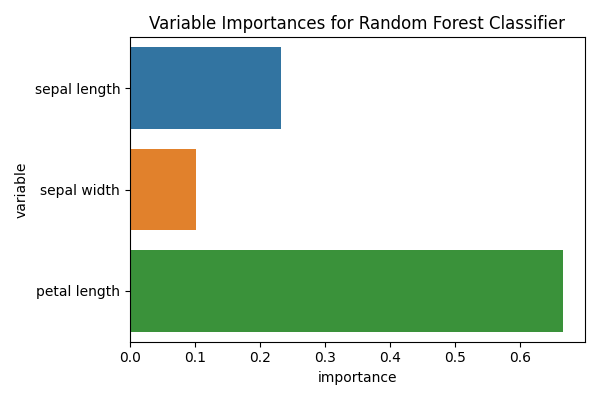 Variable Importances for Random Forest Classifier
variable
sepal length
sepal width
petal length
0.0 0.1 0.2 0.3 0.4 0.5 0.6
importance